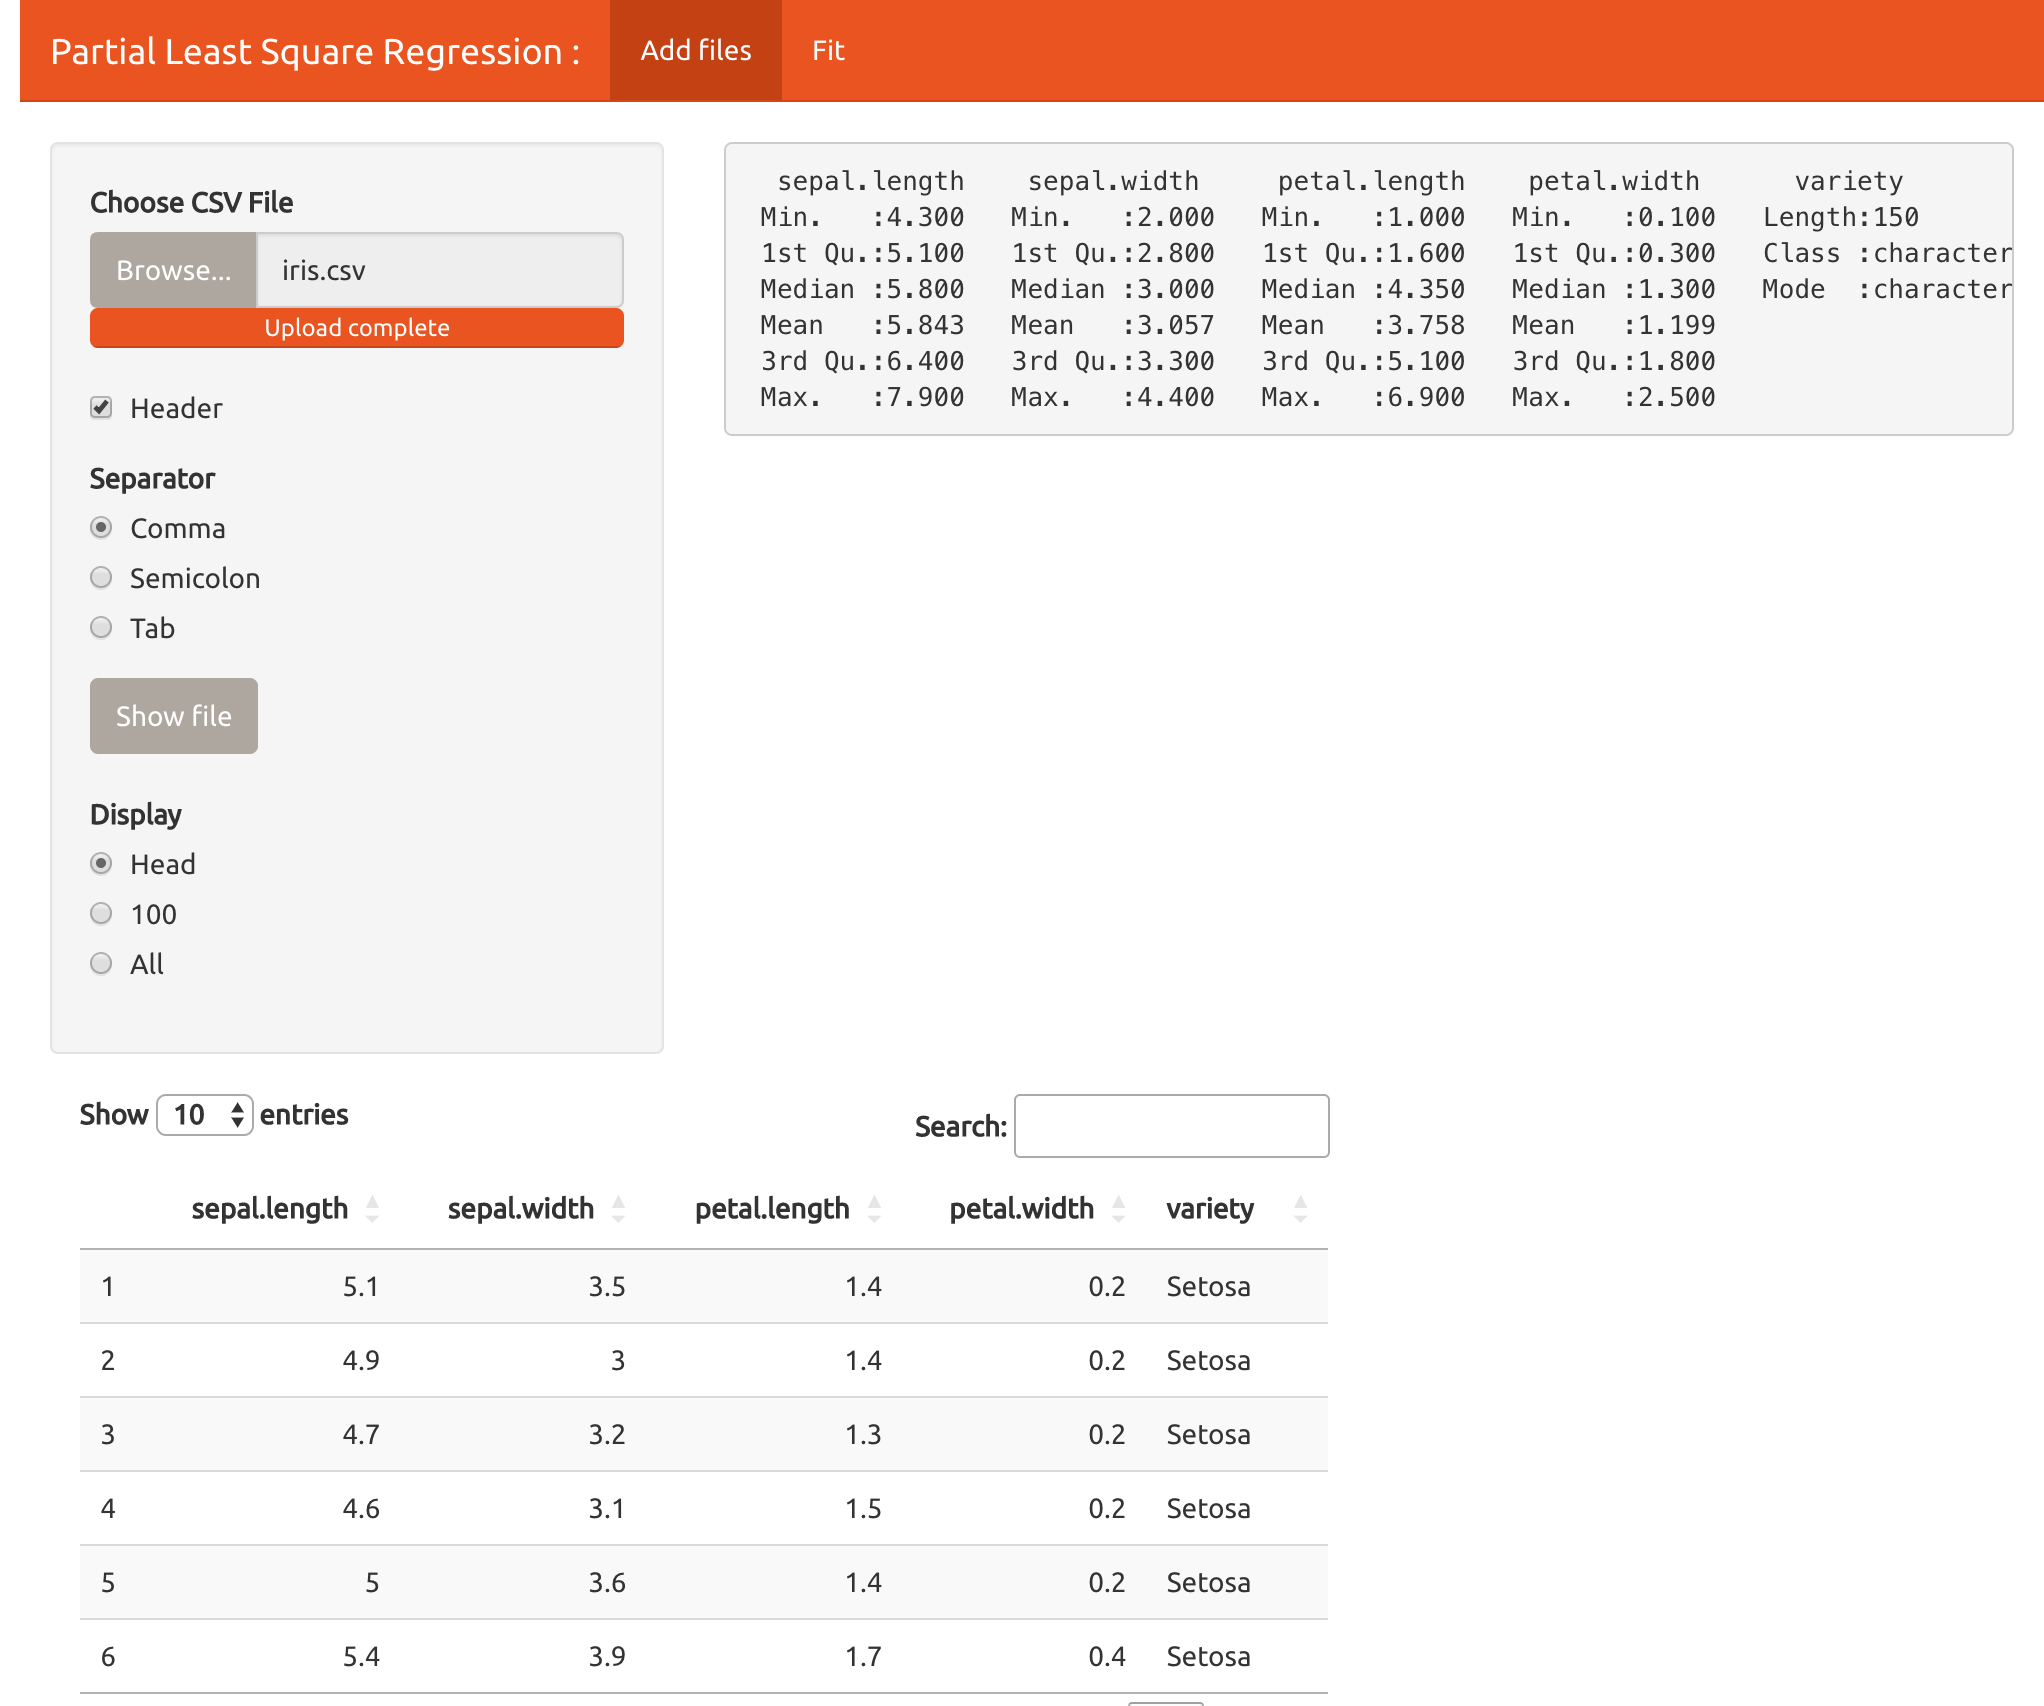 Partial Least Square Regression : Add files Fit
Choose CSV File
Browse... iris.csv
Upload complete
Header
Separator
Comma
Semicolon
Tab
Show file
Display
Head
100
All
sepal.length sepal.width petal.length petal.width variety
Min. :4.300 Min. :2.000 Min. :1.000 Min. :0.100 Length:150
1st Qu.:5.100 1st Qu.:2.800 1st Qu.:1.600 1st Qu.:0.300 Class :character
Median :5.800 Median :3.000 Median :4.350 Median :1.300 Mode :character
Mean :5.843 Mean :3.057 Mean :3.758 Mean :1.199
3rd Qu.:6.400 3rd Qu.:3.300 3rd Qu.:5.100 3rd Qu.:1.800
Max. :7.900 Max. :4.400 Max. :6.900 Max. :2.500
Show 10 entries Search:
sepal.length sepal.width petal.length petal.width variety
1 5.1 3.5 1.4 0.2 Setosa
2 4.9 3 1.4 0.2 Setosa
3 4.7 3.2 1.3 0.2 Setosa
4 4.6 3.1 1.5 0.2 Setosa
5 5 3.6 1.4 0.2 Setosa
6 5.4 3.9 1.7 0.4 Setosa